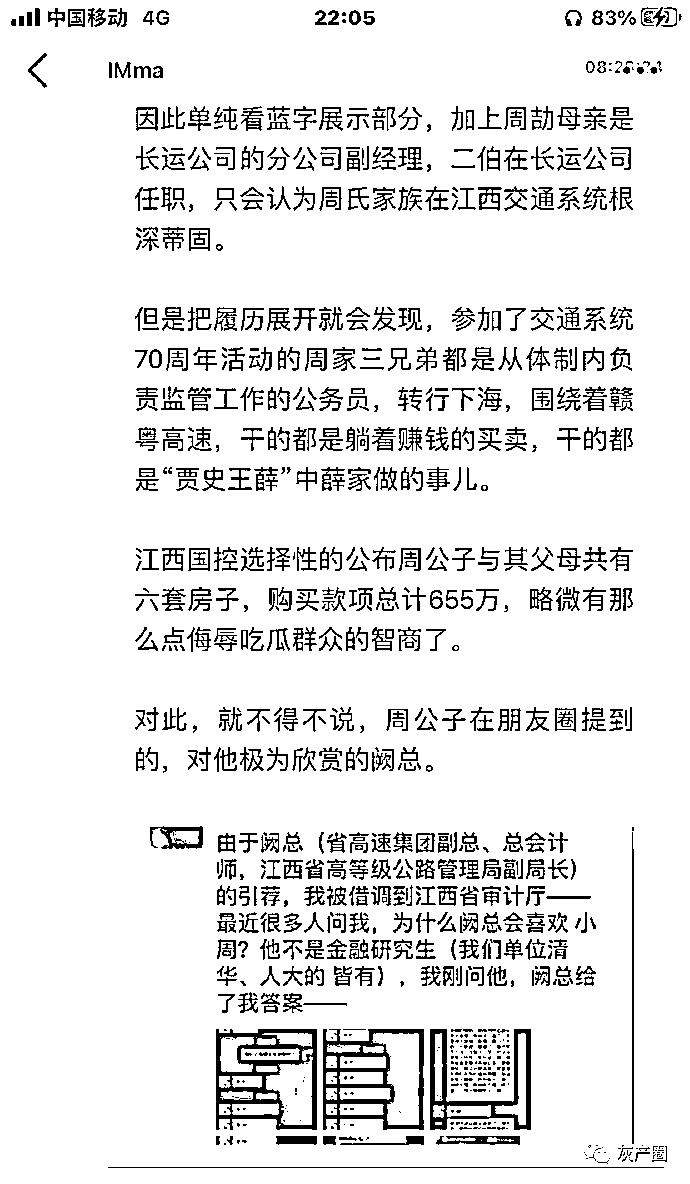 中国移动 4G 22:05 83%
IMma
因此单纯看蓝字展示部分，加上周劼母亲是
长运公司的分公司副经理，二伯在长运公司
任职，只会认为周氏家族在江西交通系统根
深蒂固。
但是把履历展开就会发现，参加了交通系统
70周年活动的周家三兄弟都是从体制内负
责监管工作的公务员，转行下海，围绕着赣
粤高速，干的都是躺着赚钱的买卖，干的都
是“贾史王薛”中薛家做的事儿。
江西国控选择性的公布周公子与其父母共有
六套房子，购买款项总计655万，略微有那
么点侮辱吃瓜群众的智商了。
对此，就不得不说，周公子在朋友圈提到
的，对他极为欣赏的阙总。
由于阙总（省高速集团副总、总会计
师，江西省高等级公路管理局副局长）
的引荐，我被借调到江西省审计厅——
最近很多人问我，为什么阙总会喜欢 小
周？他不是金融研究生（我们单位清
华、人大的 皆有），我刚问他，阙总给
了我答案——
灰产圈